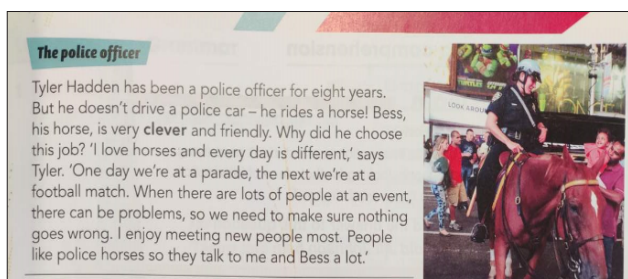 The police officer
Tyler Hadden has been a police officer for eight years.
But he doesn't drive a police car – he rides a horse! Bess,
his horse, is very clever and friendly. Why did he choose
this job? 'I love horses and every day is different,' says
Tyler. 'One day we're at a parade, the next we're at a
football match. When there are lots of people at an event,
there can be problems, so we need to make sure nothing
goes wrong. I enjoy meeting new people most. People
like police horses so they talk to me and Bess a lot.'
LOOK AROU